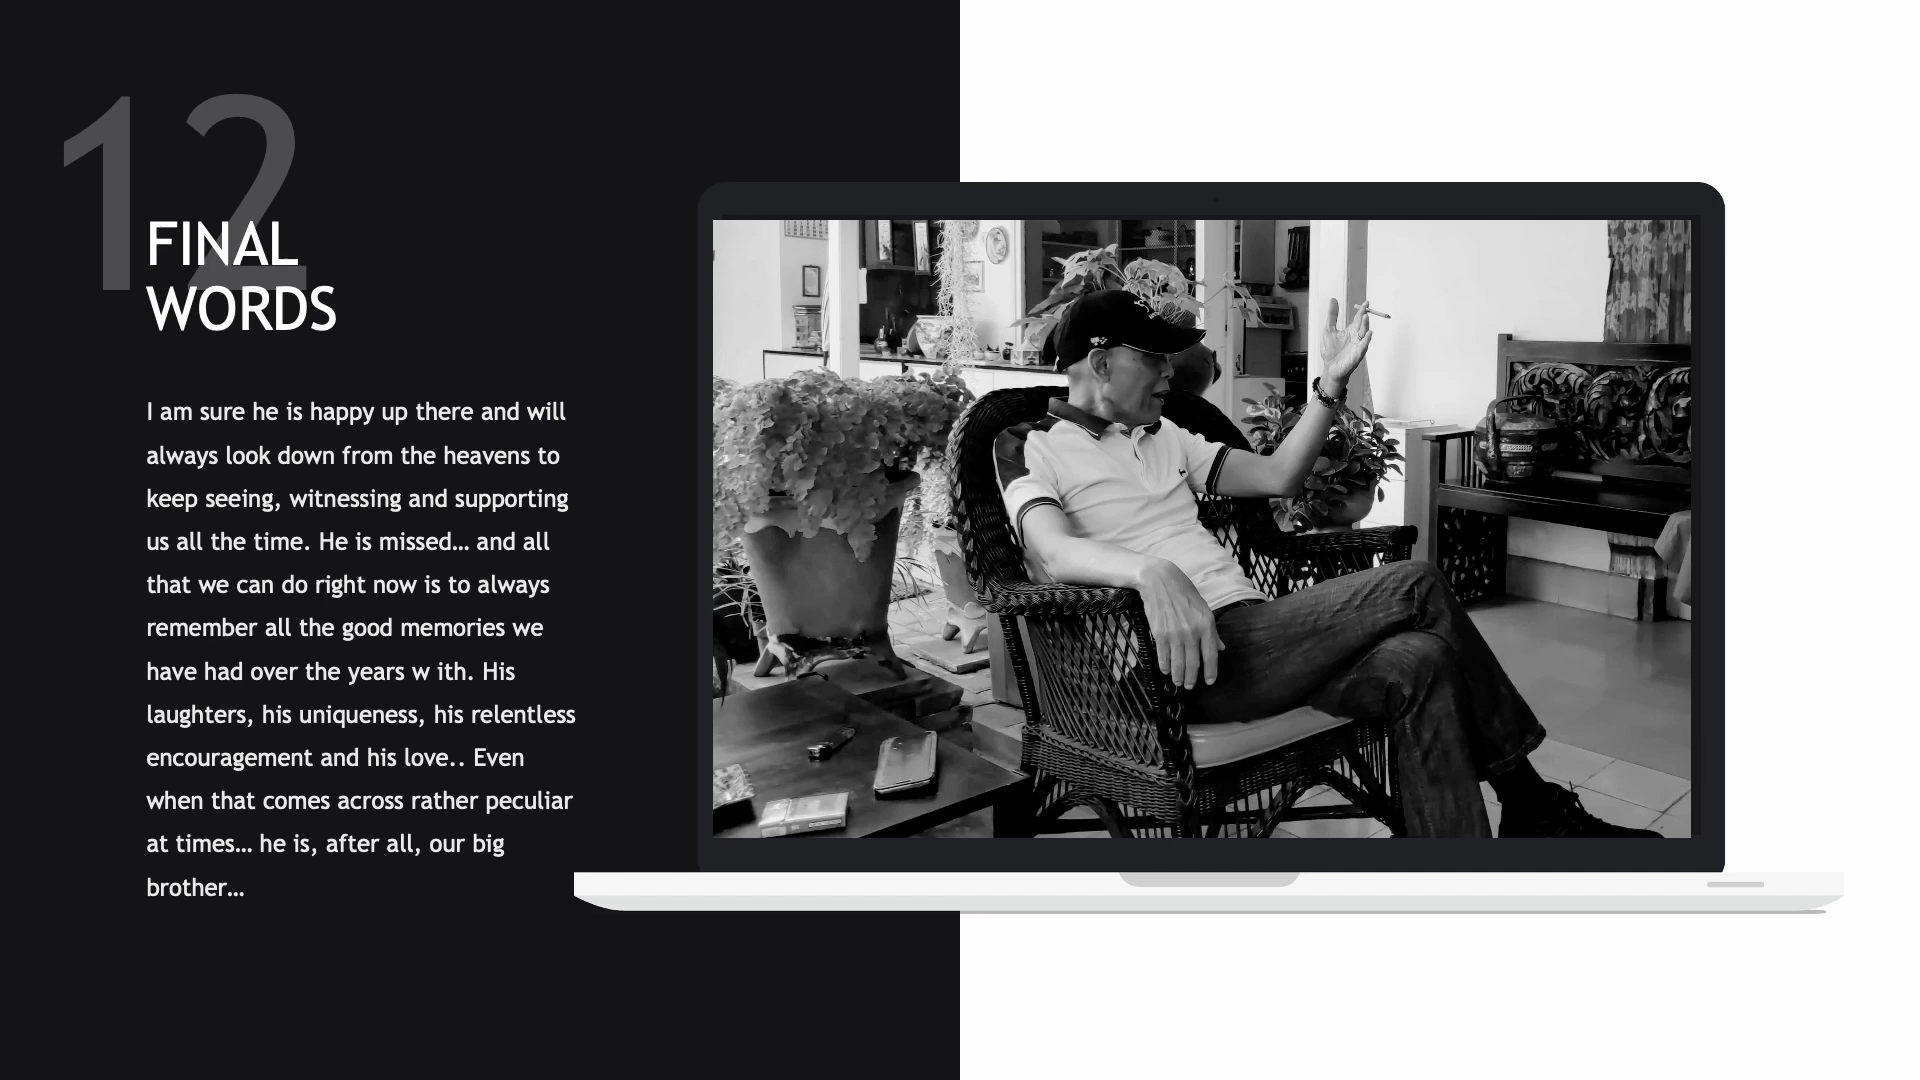 12
FINAL
WORDS
I am sure he is happy up there and will
always look down from the heavens to
keep seeing, witnessing and supporting
us all the time. He is missed… and all
that we can do right now is to always
remember all the good memories we
have had over the years w ith. His
laughters, his uniqueness, his relentless
encouragement and his love.. Even
when that comes across rather peculiar
at times… he is, after all, our big
brother…